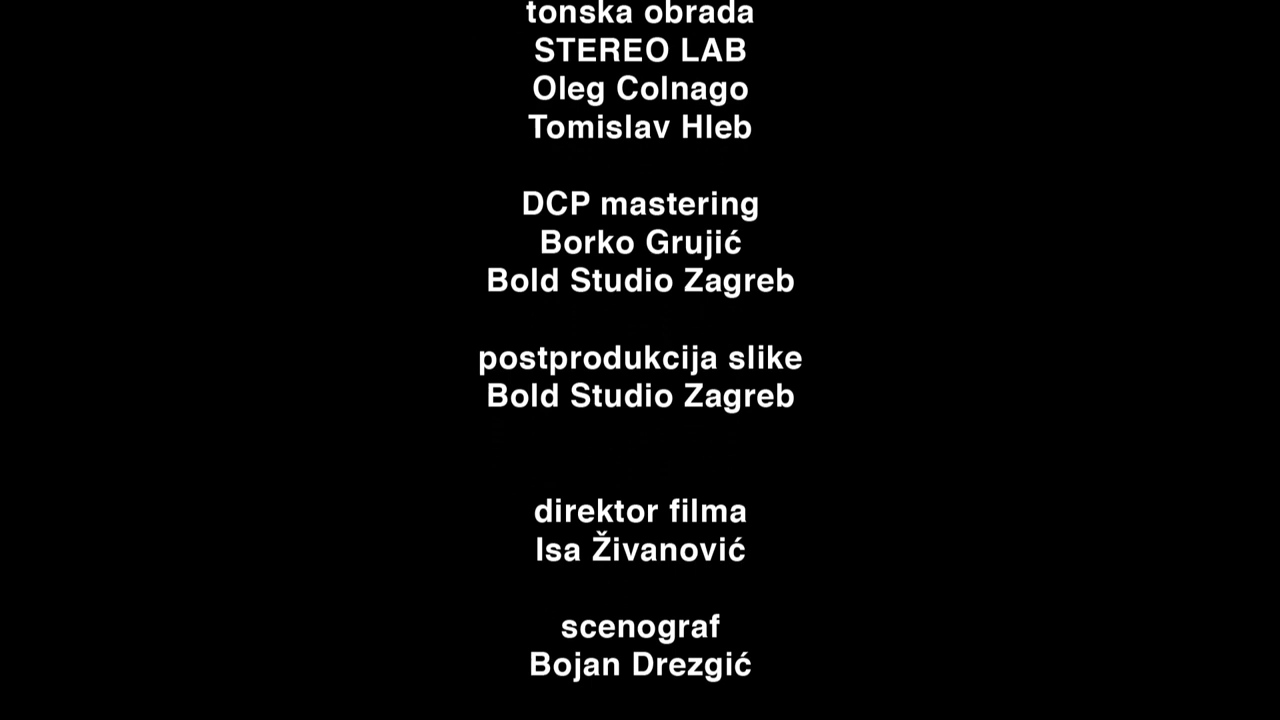 tonska obrada
STEREO LAB
Oleg Colnago
Tomislav Hleb
DCP mastering
Borko Grujić
Bold Studio Zagreb
postprodukcija slike
Bold Studio Zagreb
direktor filma
Isa Živanović
scenograf
Bojan Drezgić